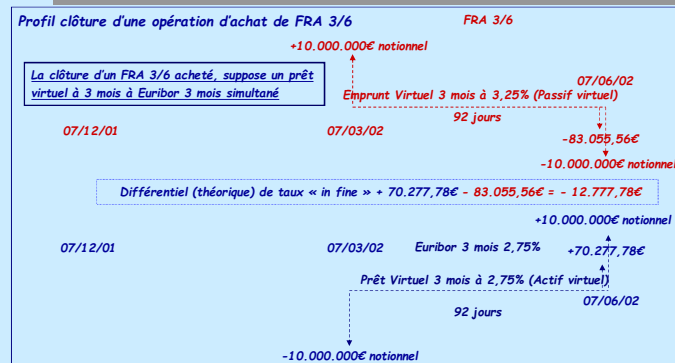 Profil clôture d'une opération d'achat de FRA 3/6
FRA 3/6
+10.000.000€ notionnel
La clôture d'un FRA 3/6 acheté, suppose un prêt
virtuel à 3 mois à Euribor 3 mois simultané
07/06/02
Emprunt Virtuel 3 mois à 3,25% (Passif virtuel)
92 jours
07/12/01
07/03/02
-83.055,56€
-10.000.000€ notionnel
Différentiel (théorique) de taux « in fine » + 70.277,78€ - 83.055,56€ = - 12.777,78€
+10.000.000€ notionnel
07/12/01
07/03/02
Euribor 3 mois 2,75%
+70.277,78€
Prêt Virtuel 3 mois à 2,75% (Actif virtuel)
07/06/02
92 jours
-10.000.000€ notionnel